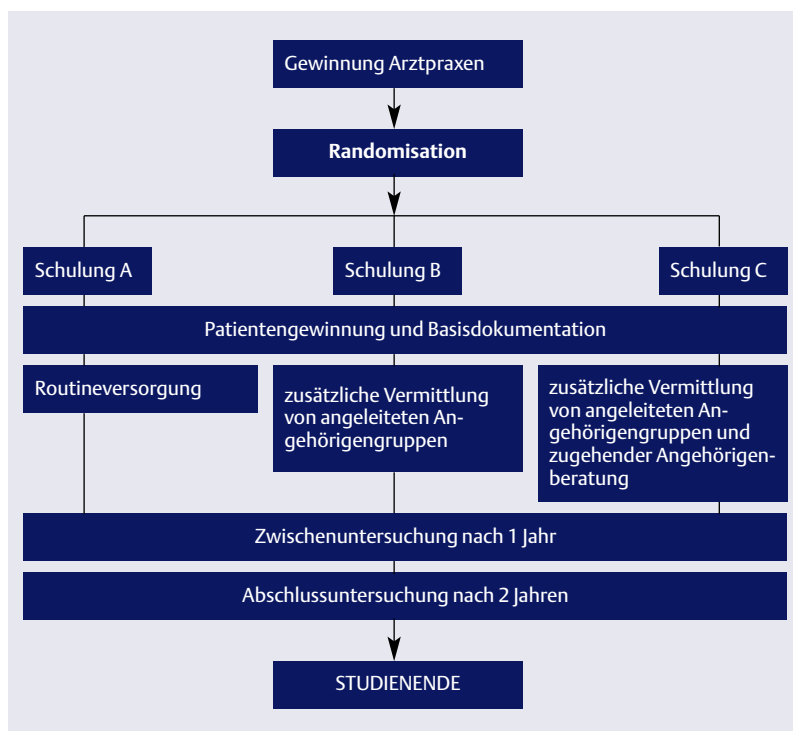 Gewinnung Arztpraxen
Randomisation
Schulung A
Schulung B
Schulung C
Patientengewinnung und Basisdokumentation
Routineversorgung
zusätzliche Vermittlung
von angeleiteten An-
gehörigengruppen
zusätzliche Vermittlung
von angeleiteten An-
gehörigengruppen und
zugehender Angehörigen-
beratung
Zwischenuntersuchung nach 1 Jahr
Abschlussuntersuchung nach 2 Jahren
STUDIENENDE